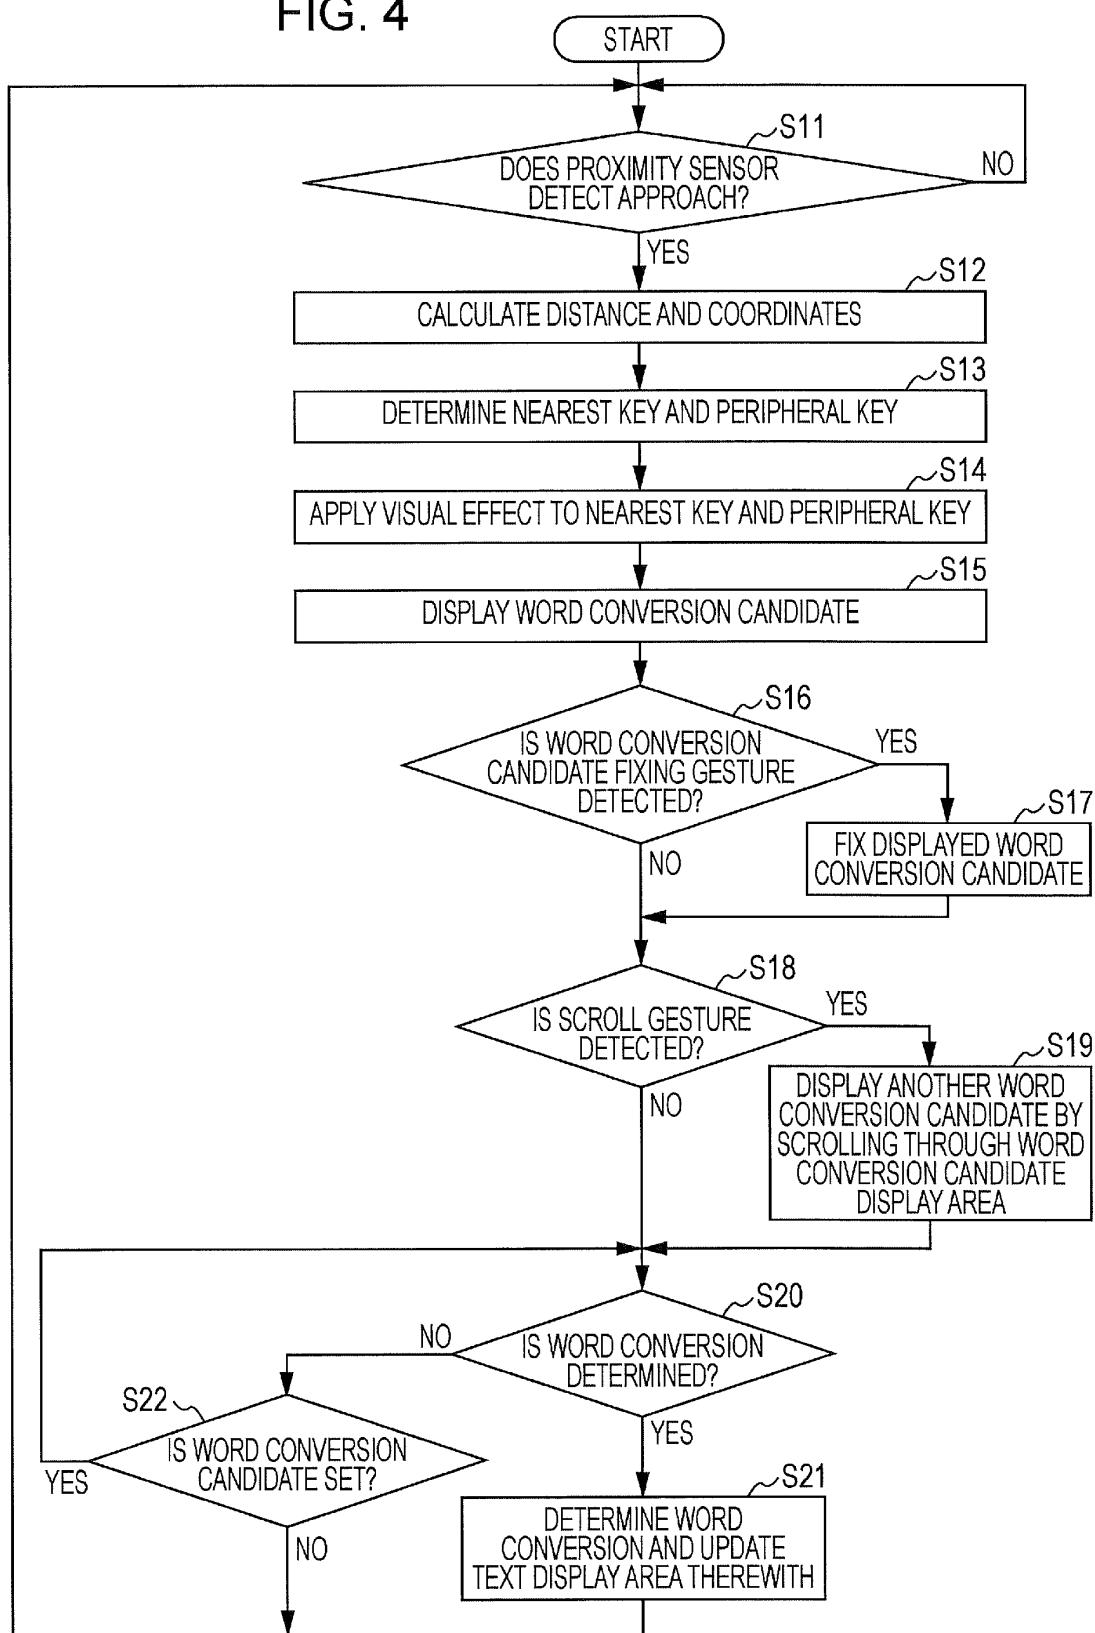 FIG. 4
START
S11
DOES PROXIMITY SENSOR
DETECT APPROACH?
NO
YES
S12
CALCULATE DISTANCE AND COORDINATES
S13
DETERMINE NEAREST KEY AND PERIPHERAL KEY
S14
APPLY VISUAL EFFECT TO NEAREST KEY AND PERIPHERAL KEY
S15
DISPLAY WORD CONVERSION CANDIDATE
S16
IS WORD CONVERSION
CANDIDATE FIXING GESTURE
DETECTED?
YES
S17
FIX DISPLAYED WORD
CONVERSION CANDIDATE
NO
S18
IS SCROLL GESTURE
DETECTED?
YES
S19
DISPLAY ANOTHER WORD
CONVERSION CANDIDATE BY
SCROLLING THROUGH WORD
CONVERSION CANDIDATE
DISPLAY AREA
NO
S20
IS WORD CONVERSION
DETERMINED?
NO
S22
IS WORD CONVERSION
CANDIDATE SET?
YES
NO
YES
S21
DETERMINE WORD
CONVERSION AND UPDATE
TEXT DISPLAY AREA THEREWITH